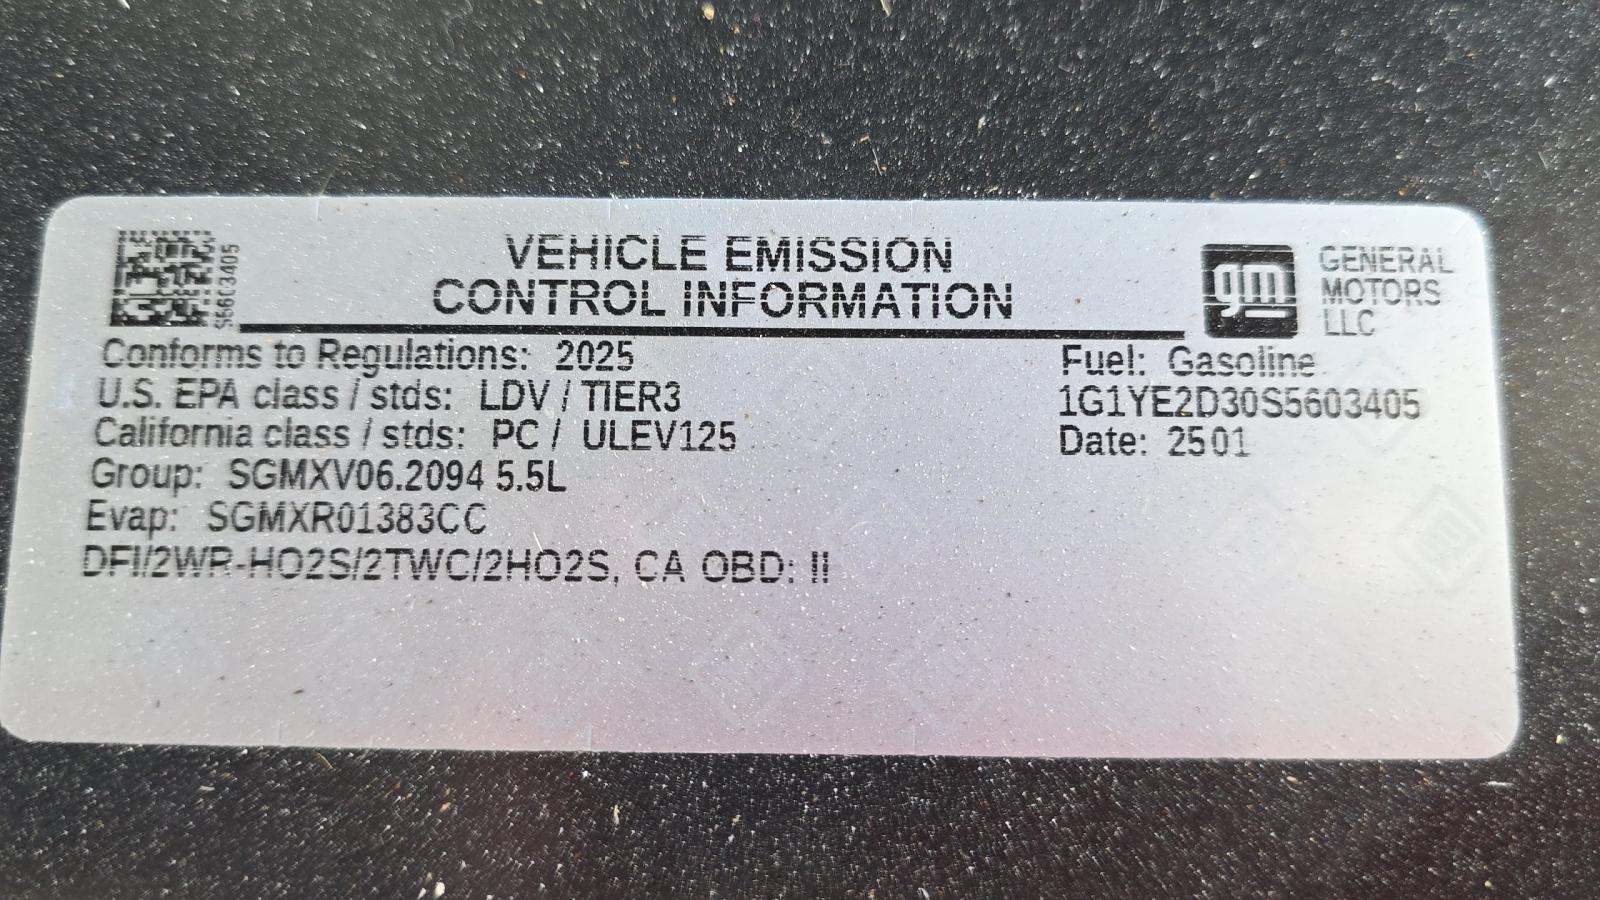 S5603405
VEHICLE EMISSION
CONTROL INFORMATION
gm
GENERAL
MOTORS
LLC
Conforms to Regulations: 2025
U.S. EPA class / stds: LDV / TIER3
California class / stds: PC / ULEV125
Group: SGMXV06.2094 5.5L
Evap: SGMXR01383CC
DFI/2WR-HO2S/2TWC/2HO2S, CA OBD: II
Fuel: Gasoline
1G1YE2D30S5603405
Date: 2501